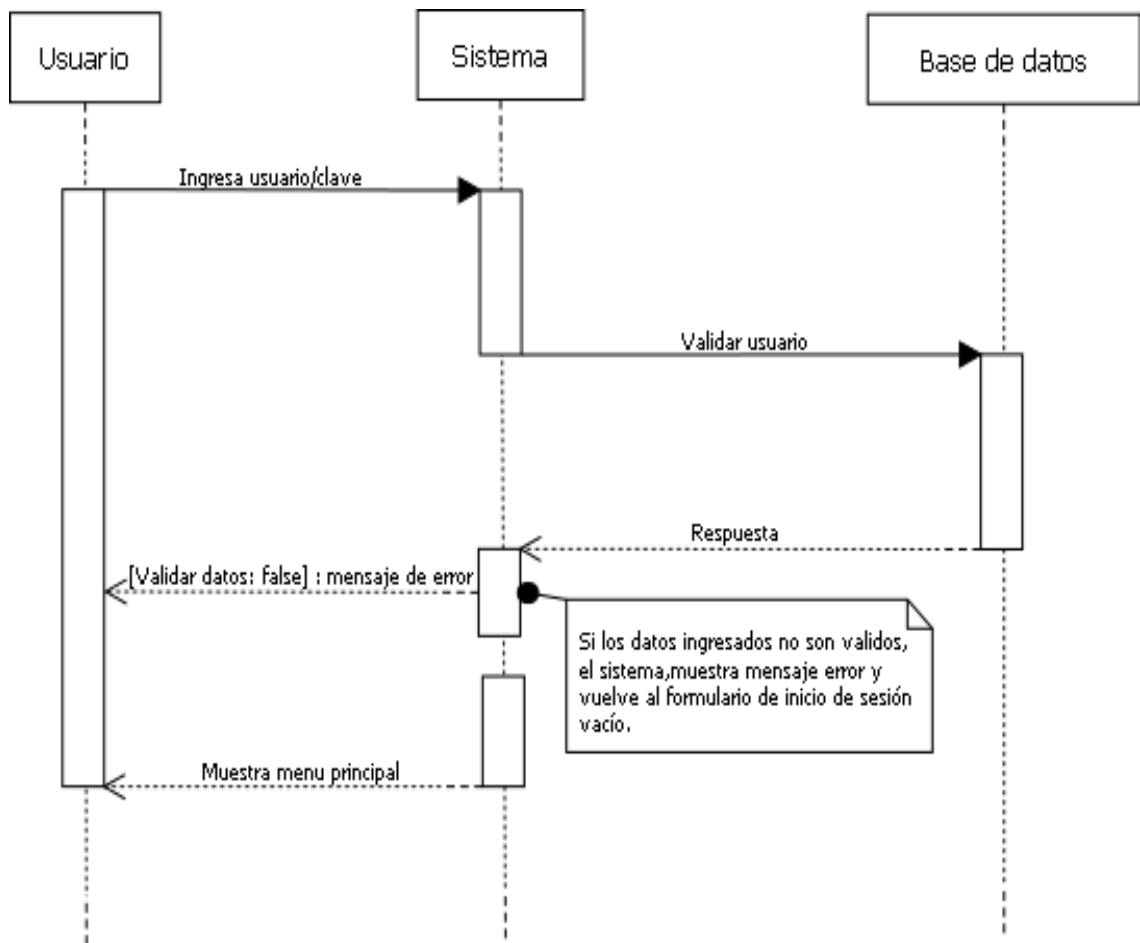 Usuario
Sistema
Base de datos
Ingresa usuario/clave
Validar usuario
Respuesta
[Validar datos: false] : mensaje de error
Si los datos ingresados no son validos,
el sistema,muestra mensaje error y
vuelve al formulario de inicio de sesión
vacío.
Muestra menu principal